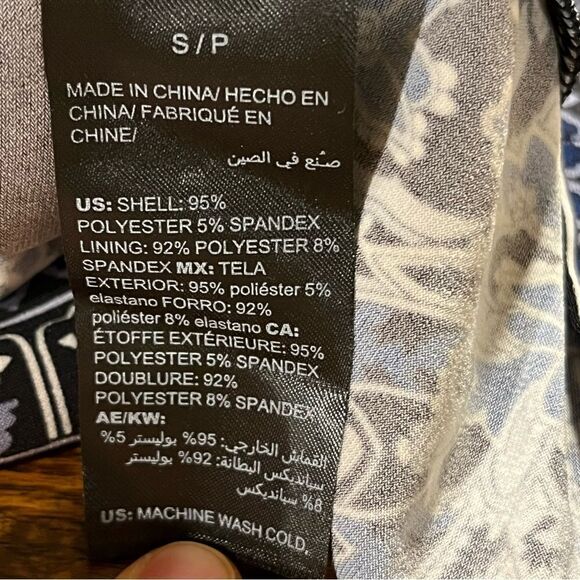 S / P
MADE IN CHINA/ HECHO EN
CHINA/ FABRIQUÉ EN
CHINE/
صنع في الصين
US: SHELL: 95%
POLYESTER 5% SPANDEX
LINING: 92% POLYESTER 8%
SPANDEX MX: TELA
EXTERIOR: 95% poliéster 5%
elastano FORRO: 92%
poliéster 8% elastano CA:
ÉTOFFE EXTÉRIEURE: 95%
POLYESTER 5% SPANDEX
DOUBLURE: 92%
POLYESTER 8% SPANDEX
AE/KW:
القماش الخارجي: 95% بوليستر 5%
سبانديكس البطانة: 92% بوليستر
8% سبانديكس
US: MACHINE WASH COLD,